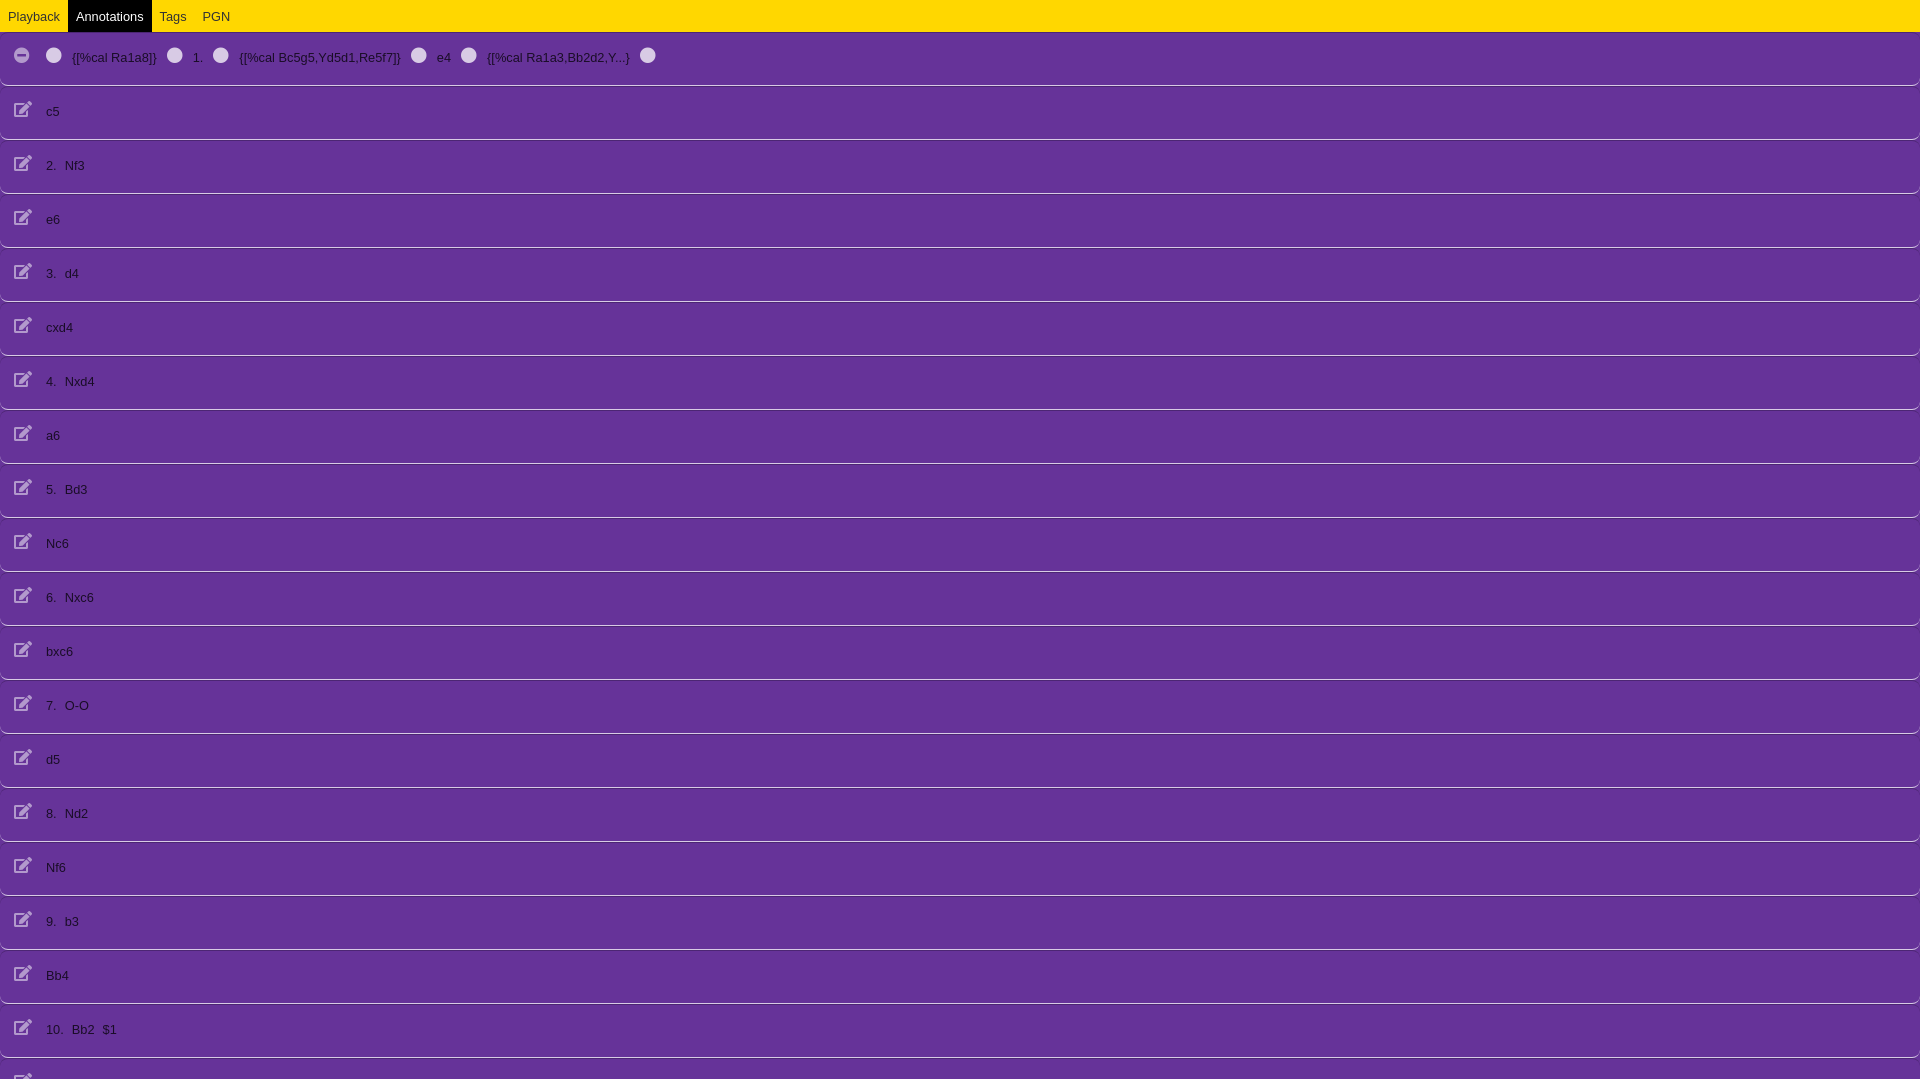 Playback Annotations Tags PGN
{[%cal Ra1a8]} 1. {[%cal Bc5g5,Yd5d1,Re5f7]} e4 {[%cal Ra1a3,Bb2d2,Y...}
c5
2. Nf3
e6
3. d4
cxd4
4. Nxd4
a6
5. Bd3
Nc6
6. Nxc6
bxc6
7. O-O
d5
8. Nd2
Nf6
9. b3
Bb4
10. Bb2 $1